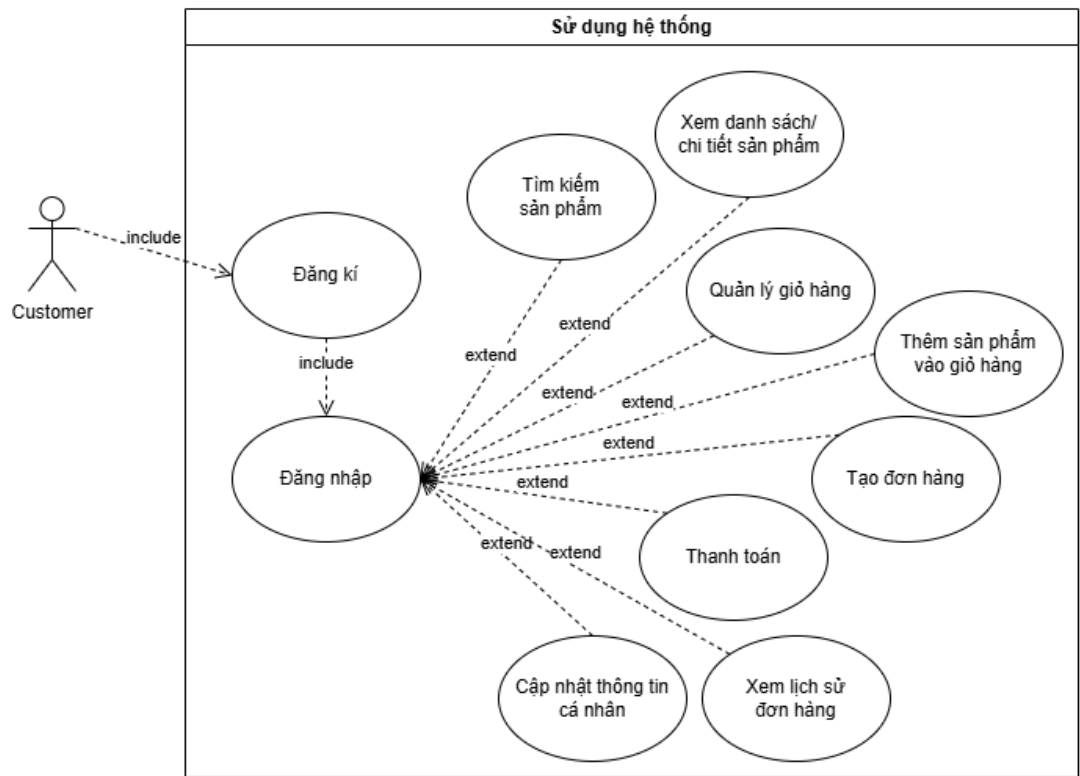 Sử dụng hệ thống
Xem danh sách/
chi tiết sản phẩm
Tìm kiếm
sản phẩm
include
Đăng kí
Quản lý giỏ hàng
Customer
extend
Thêm sản phẩm
vào giỏ hàng
extend
include
extend
extend
extend
Đăng nhập
Tạo đơn hàng
extend
extend
extend
Thanh toán
Cập nhật thông tin
cá nhân
Xem lịch sử
đơn hàng